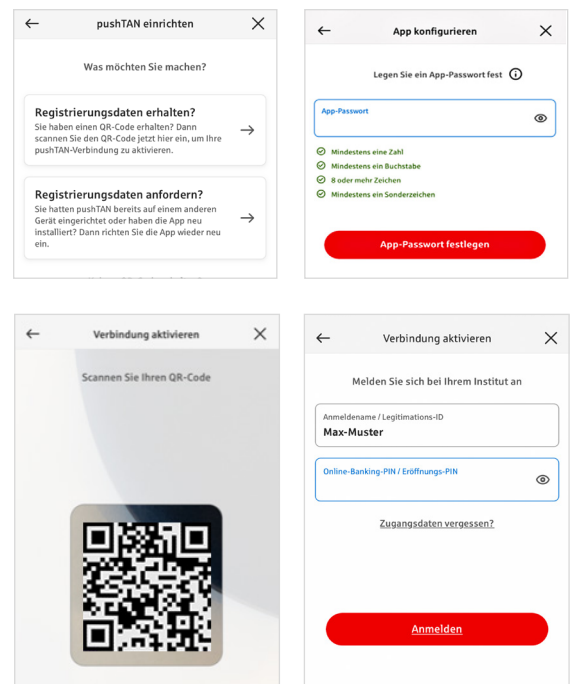 pushTAN einrichten
Was möchten Sie machen?
Registrierungsdaten erhalten?
Sie haben einen QR-Code erhalten? Dann
scannen Sie den QR-Code jetzt hier ein, um Ihre
pushTAN-Verbindung zu aktivieren.
Registrierungsdaten anfordern?
Sie hatten pushTAN bereits auf einem anderen
Gerät eingerichtet oder haben die App neu
installiert? Dann richten Sie die App wieder neu
ein.
App konfigurieren
Legen Sie ein App-Passwort fest
App-Passwort
Mindestens eine Zahl
Mindestens ein Buchstabe
8 oder mehr Zeichen
Mindestens ein Sonderzeichen
App-Passwort festlegen
Verbindung aktivieren
Scannen Sie Ihren QR-Code
Verbindung aktivieren
Melden Sie sich bei Ihrem Institut an
Anmeldename / Legitimations-ID
Max-Muster
Online-Banking-PIN / Eröffnungs-PIN
Zugangsdaten vergessen?
Anmelden